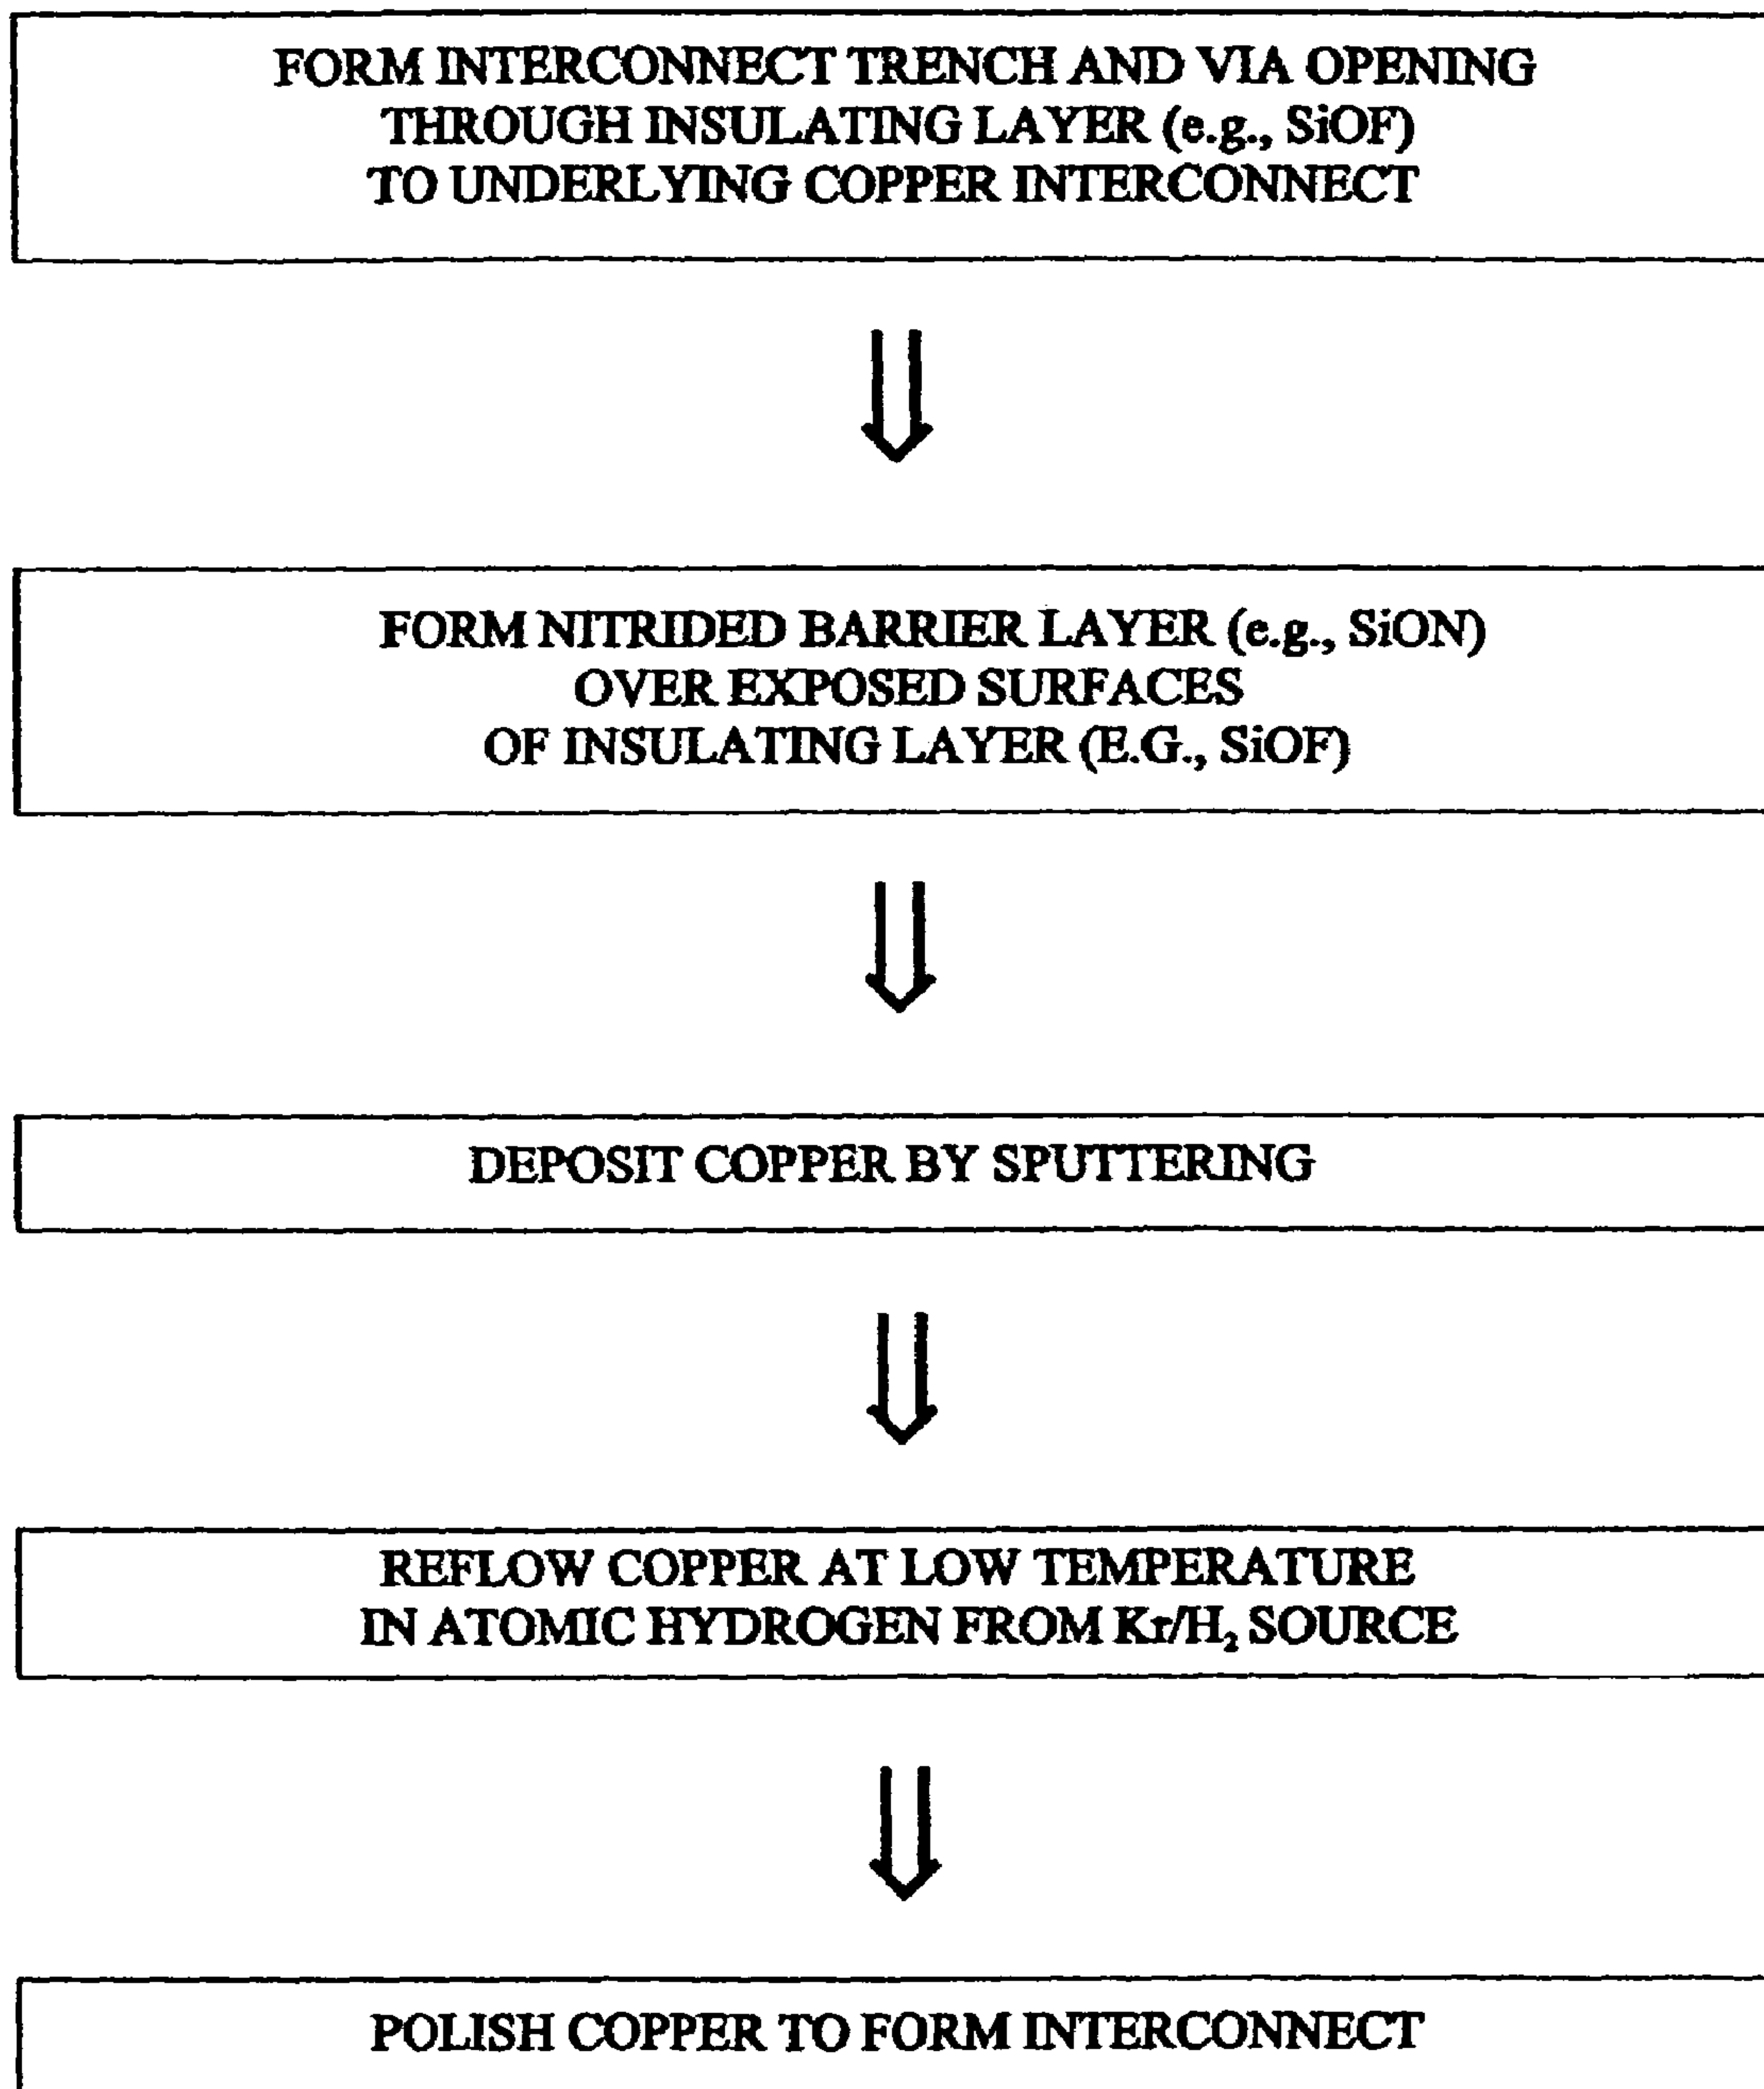 FORM INTERCONNECT TRENCH AND VIA OPENING
THROUGH INSULATING LAYER (e.g., SiOF)
TO UNDERLYING COPPER INTERCONNECT
FORM NITRIDED BARRIER LAYER (e.g., SiON)
OVER EXPOSED SURFACES
OF INSULATING LAYER (E.G., SiOF)
DEPOSIT COPPER BY SPUTTERING
REFLOW COPPER AT LOW TEMPERATURE
IN ATOMIC HYDROGEN FROM Kr/H₂ SOURCE
POLISH COPPER TO FORM INTERCONNECT